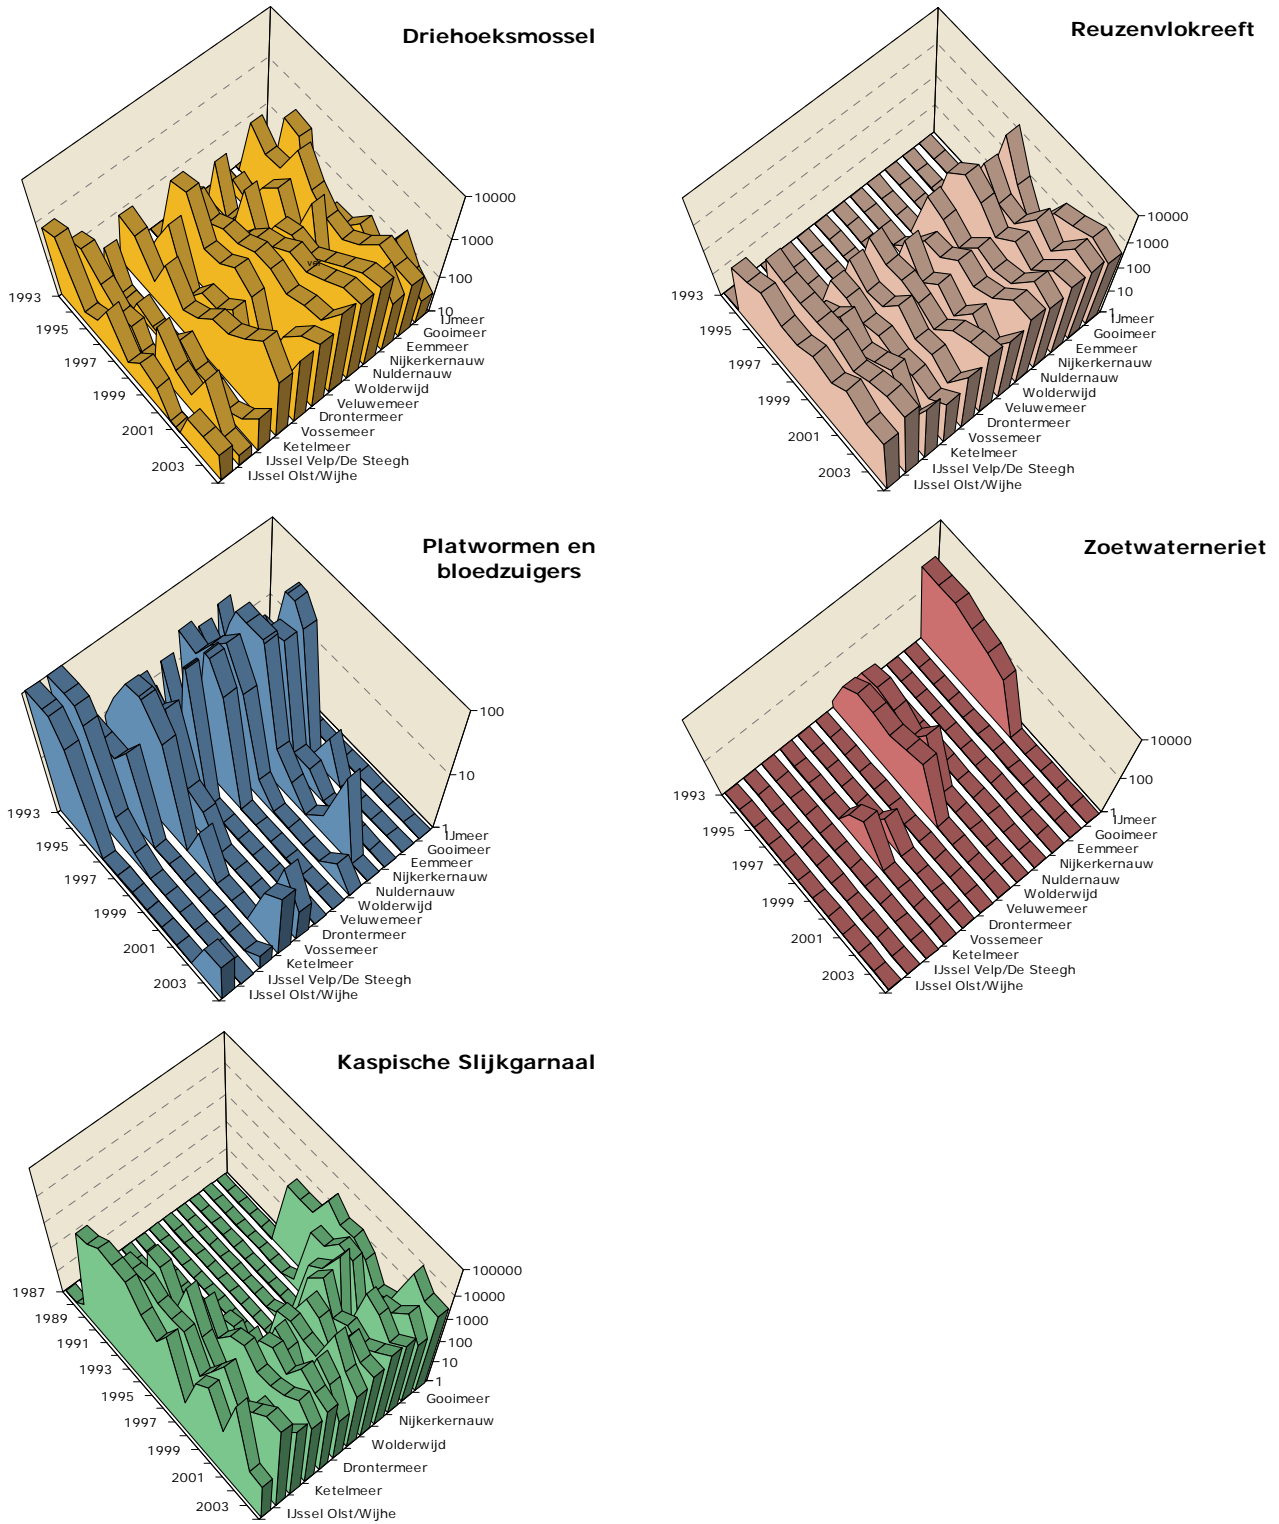 Driehoeksmossel
10000
1000
100
10
1993
1995
1997
1999
2001
2003
IJmeer
Gooimeer
Eemmeer
Nijkerkernauw
Nuldernauw
Wolderwijd
Veluwemeer
Drontermeer
Vossemeer
Ketelmeer
IJssel Velp/De Steegh
IJssel Olst/Wijhe
Reuzenvlokreeft
10000
1000
100
10
1
1993
1995
1997
1999
2001
2003
IJmeer
Gooimeer
Eemmeer
Nijkerkernauw
Nuldernauw
Wolderwijd
Veluwemeer
Drontermeer
Vossemeer
Ketelmeer
IJssel Velp/De Steegh
IJssel Olst/Wijhe
Platwormen en
bloedzuigers
100
10
1
1993
1995
1997
1999
2001
2003
IJmeer
Gooimeer
Eemmeer
Nijkerkernauw
Nuldernauw
Wolderwijd
Veluwemeer
Drontermeer
Vossemeer
Ketelmeer
IJssel Velp/De Steegh
IJssel Olst/Wijhe
Zoetwaterneriet
10000
100
1
1993
1995
1997
1999
2001
2003
IJmeer
Gooimeer
Eemmeer
Nijkerkernauw
Nuldernauw
Wolderwijd
Veluwemeer
Drontermeer
Vossemeer
Ketelmeer
IJssel Velp/De Steegh
IJssel Olst/Wijhe
Kaspische Slijkgarnaal
100000
10000
1000
100
10
1
1987
1989
1991
1993
1995
1997
1999
2001
2003
Gooimeer
Nijkerkernauw
Wolderwijd
Drontermeer
Ketelmeer
IJssel Olst/Wijhe